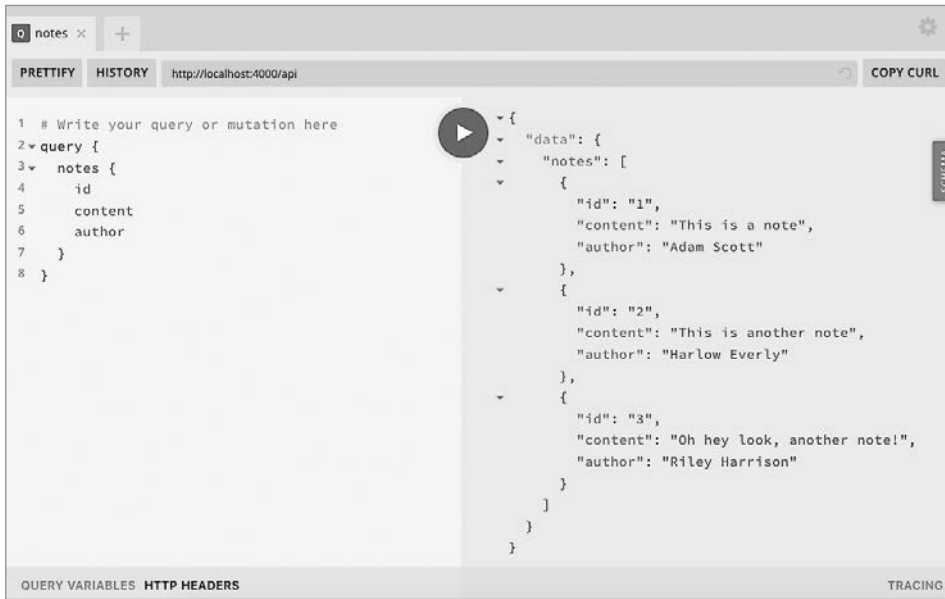 Q notes ×
PRETTIFY HISTORY http://localhost:4000/api COPY CURL
1 # Write your query or mutation here
2 query {
3 notes {
4 id
5 content
6 author
7 }
8 }
{
"data": {
"notes": [
{
"id": "1",
"content": "This is a note",
"author": "Adam Scott"
},
{
"id": "2",
"content": "This is another note",
"author": "Harlow Everly"
},
{
"id": "3",
"content": "Oh hey look, another note!",
"author": "Riley Harrison"
}
]
}
}
SCHEMA
QUERY VARIABLES HTTP HEADERS TRACING